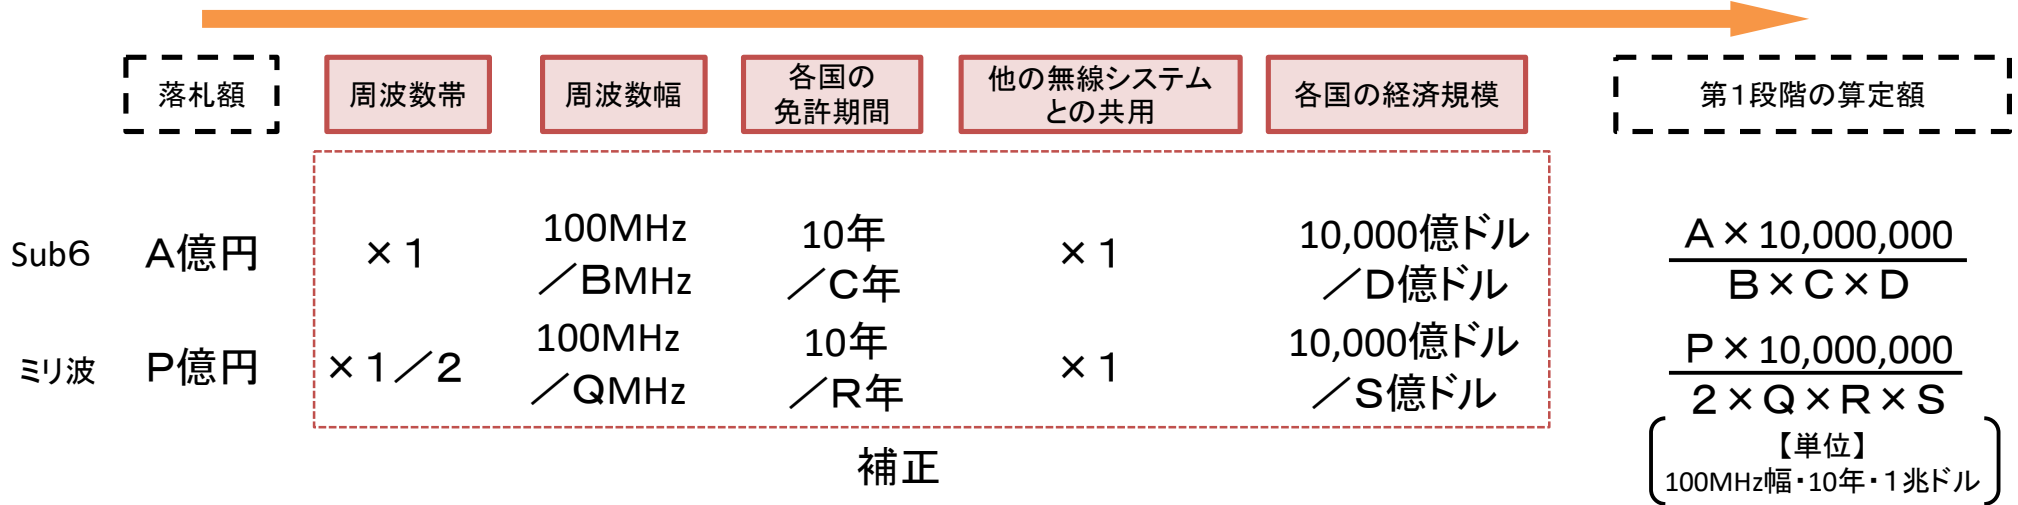 落札額
周波数帯
周波数幅
各国の
免許期間
他の無線システム
との共用
各国の経済規模
第1段階の算定額
Sub6
A億円
×1
100MHz
／BMHz
10年
／C年
×1
10,000億ドル
／D億ドル
A×10,000,000
B×C×D
ミリ波
P億円
×1／2
100MHz
／QMHz
10年
／R年
×1
10,000億ドル
／S億ドル
P×10,000,000
2×Q×R×S
補正
【単位】
100MHz幅・10年・1兆ドル